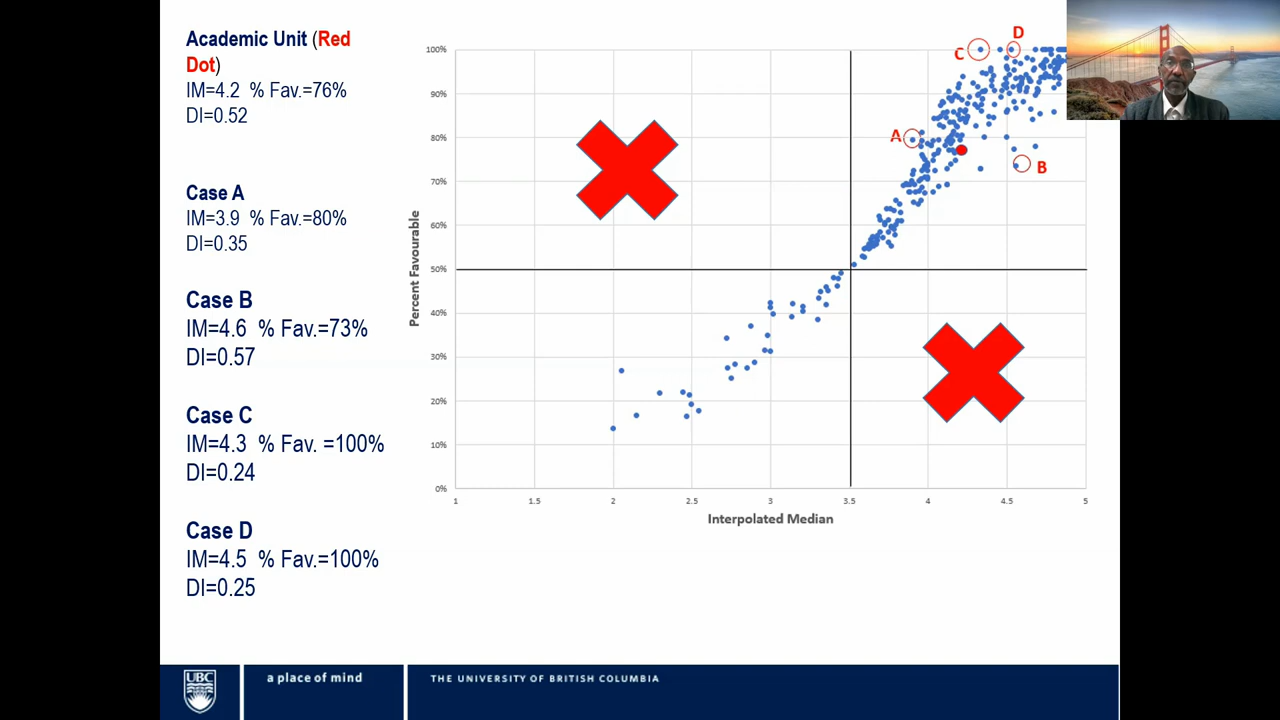 Academic Unit (Red
Dot)
IM=4.2 % Fav.=76%
DI=0.52
Case A
IM=3.9 % Fav.=80%
DI=0.35
Case B
IM=4.6 % Fav.=73%
DI=0.57
Case C
IM=4.3 % Fav. =100%
DI=0.24
Case D
IM=4.5 % Fav.=100%
DI=0.25
Percent Favourable
100%
90%
80%
70%
60%
50%
40%
30%
20%
10%
0%
D
C
A
B
1 1.5 2 2.5 3 3.5 4 4.5 5
Interpolated Median
UBC
a place of mind
THE UNIVERSITY OF BRITISH COLUMBIA